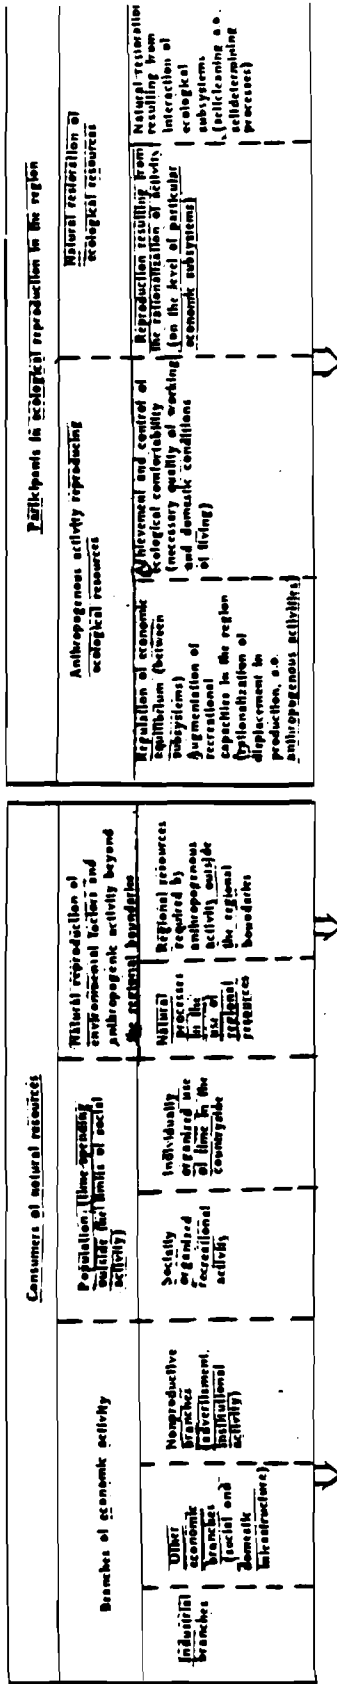 Consumers of natural resources
Branches of economic activity
Population (time-spending
outside the limits of social
activity)
Natural reproduction of
environmental factors and
anthropogenic activity beyond
the regional boundaries
Industrial
branches
Other
economic
branches
(social and
domestic
infrastructure)
Nonproductive
branches
(advertisment,
institutional
activity)
Socially
organized
recreational
activity
Individually
organized use
of time in the
countryside
Natural
processes
in the
use of
regional
resources
Regional resources
required by
anthropogenous
activity outside
the regional
boundaries
Participants in ecological reproduction in the region
Anthropogenous activity reproducing
ecological resources
Natural restoration of
ecological resources
Regulation of economic
equilibrium (between
subsystems)
Augmentation of
recreational
capacities in the region
(rationalization of
displacement in
production, a.o.
anthropogenous activities)
Achievement and control of
ecological comfortability
(necessary quality of working
and domestic conditions
of living)
Reproduction resulting from
the rationalization of activity
(on the level of particular
economic subsystems)
Natural restoration
resulting from
interaction of
ecological
subsystems
(selfcleaning a.o.
selfdetermining
processes)